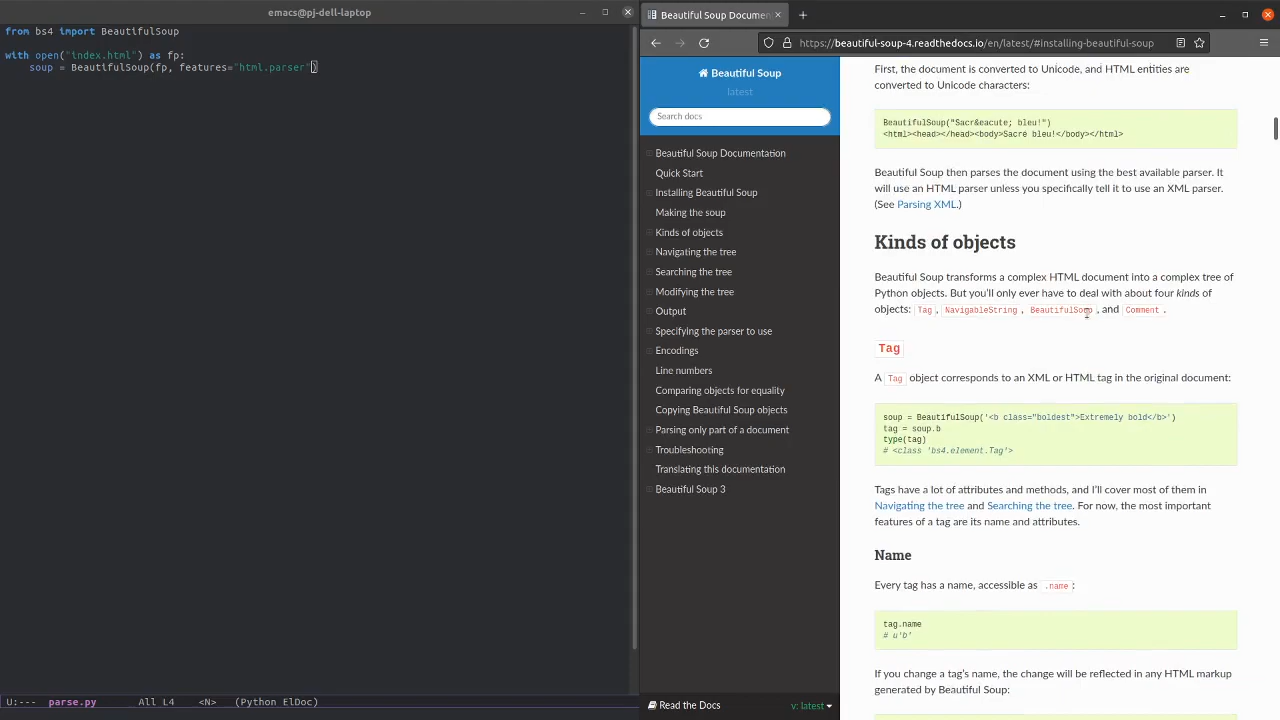 emacs@pj-dell-laptop
from bs4 import BeautifulSoup
with open("index.html") as fp:
    soup = BeautifulSoup(fp, features="html.parser")
U:---  parse.py       All L4    <N>   (Python ElDoc)
Beautiful Soup Documen
https://beautiful-soup-4.readthedocs.io/en/latest/#installing-beautiful-soup
Beautiful Soup
latest
Search docs
Beautiful Soup Documentation
Quick Start
Installing Beautiful Soup
Making the soup
Kinds of objects
Navigating the tree
Searching the tree
Modifying the tree
Output
Specifying the parser to use
Encodings
Line numbers
Comparing objects for equality
Copying Beautiful Soup objects
Parsing only part of a document
Troubleshooting
Translating this documentation
Beautiful Soup 3
Read the Docs
v: latest
First, the document is converted to Unicode, and HTML entities are
converted to Unicode characters:
BeautifulSoup("Sacr&eacute; bleu!")
<html><head></head><body>Sacré bleu!</body></html>
Beautiful Soup then parses the document using the best available parser. It
will use an HTML parser unless you specifically tell it to use an XML parser.
(See Parsing XML.)
Kinds of objects
Beautiful Soup transforms a complex HTML document into a complex tree of
Python objects. But you'll only ever have to deal with about four kinds of
objects: Tag, NavigableString, BeautifulSoup, and Comment.
Tag
A Tag object corresponds to an XML or HTML tag in the original document:
soup = BeautifulSoup('<b class="boldest">Extremely bold</b>')
tag = soup.b
type(tag)
# <class 'bs4.element.Tag'>
Tags have a lot of attributes and methods, and I'll cover most of them in
Navigating the tree and Searching the tree. For now, the most important
features of a tag are its name and attributes.
Name
Every tag has a name, accessible as .name:
tag.name
# u'b'
If you change a tag's name, the change will be reflected in any HTML markup
generated by Beautiful Soup: